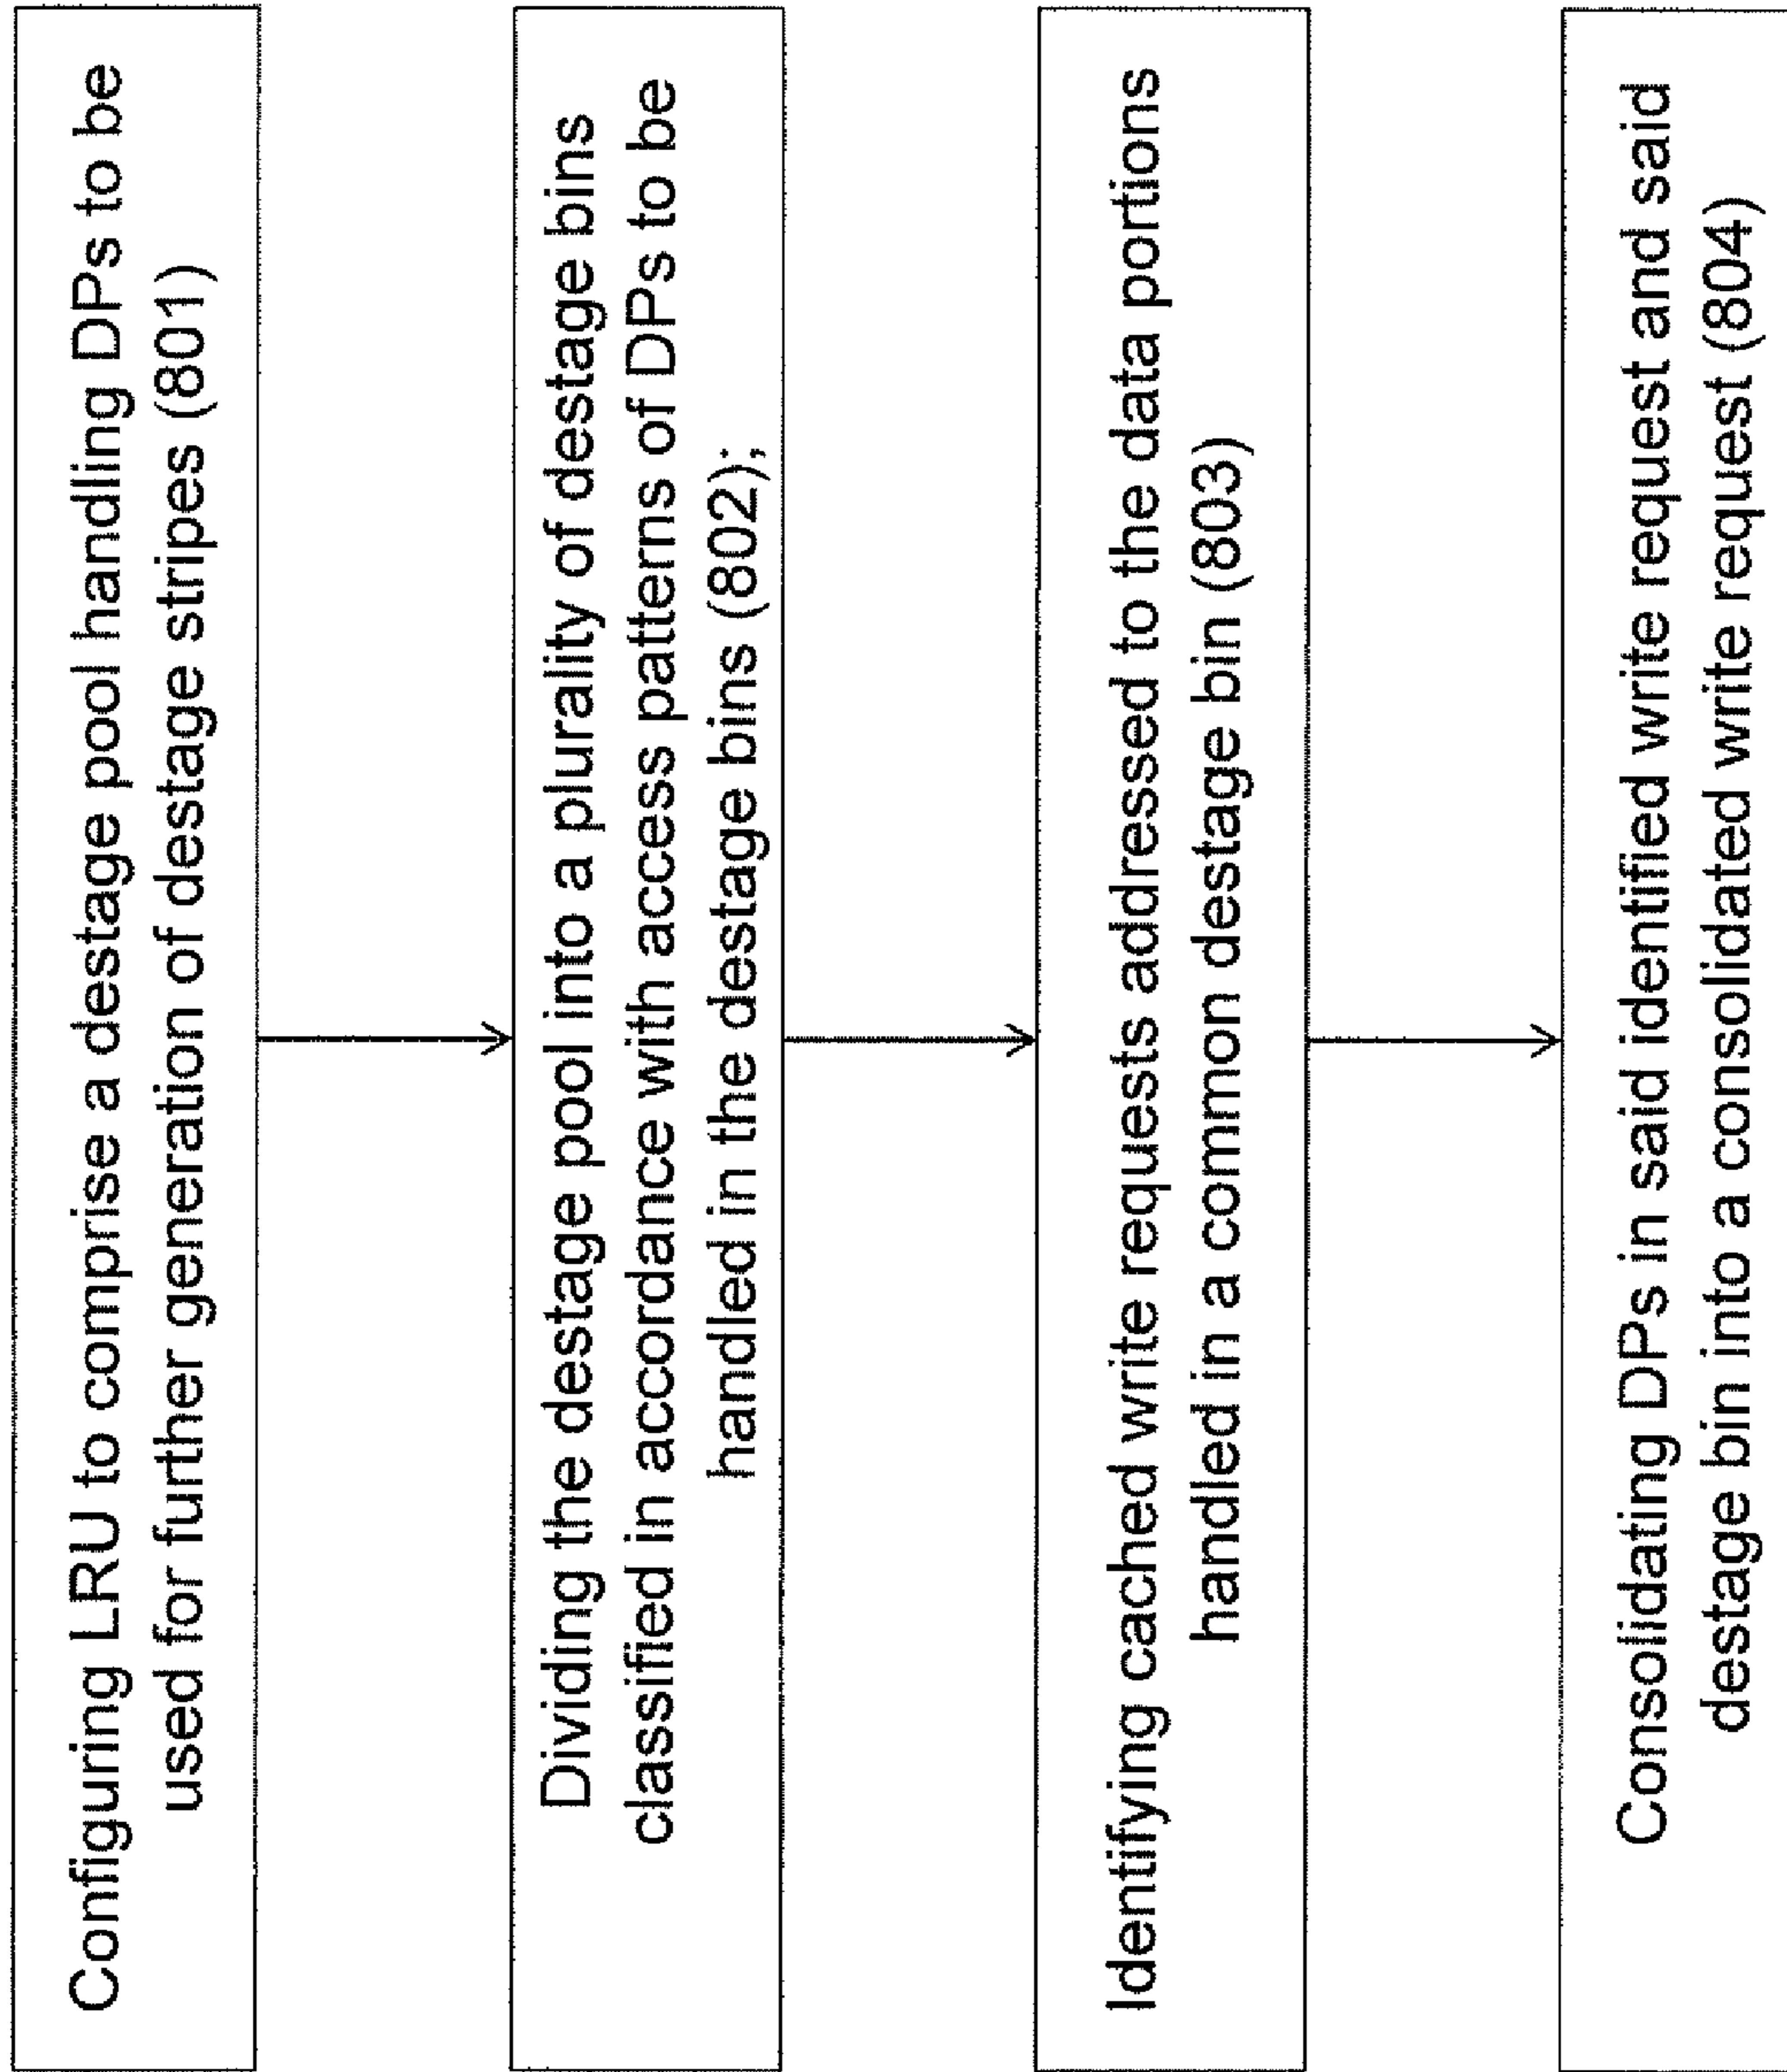 Configuring LRU to comprise a destage pool handling DPs to be
used for further generation of destage stripes (801)
Dividing the destage pool into a plurality of destage bins
classified in accordance with access patterns of DPs to be
handled in the destage bins (802);
Identifying cached write requests addressed to the data portions
handled in a common destage bin (803)
Consolidating DPs in said identified write request and said
destage bin into a consolidated write request (804)